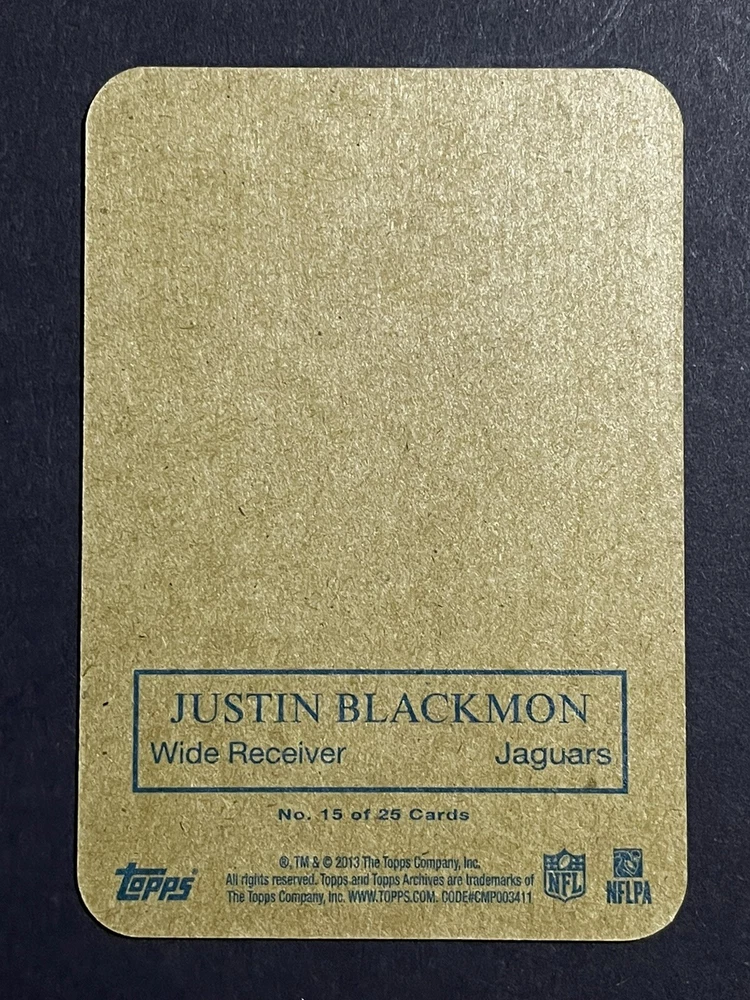 JUSTIN BLACKMON
Wide Receiver Jaguars
No. 15 of 25 Cards
®, TM & © 2013 The Topps Company, Inc.
All rights reserved. Topps and Topps Archives are trademarks of
The Topps Company, Inc. WWW.TOPPS.COM. CODE#CMP003411
topps
NFL
NFLPA